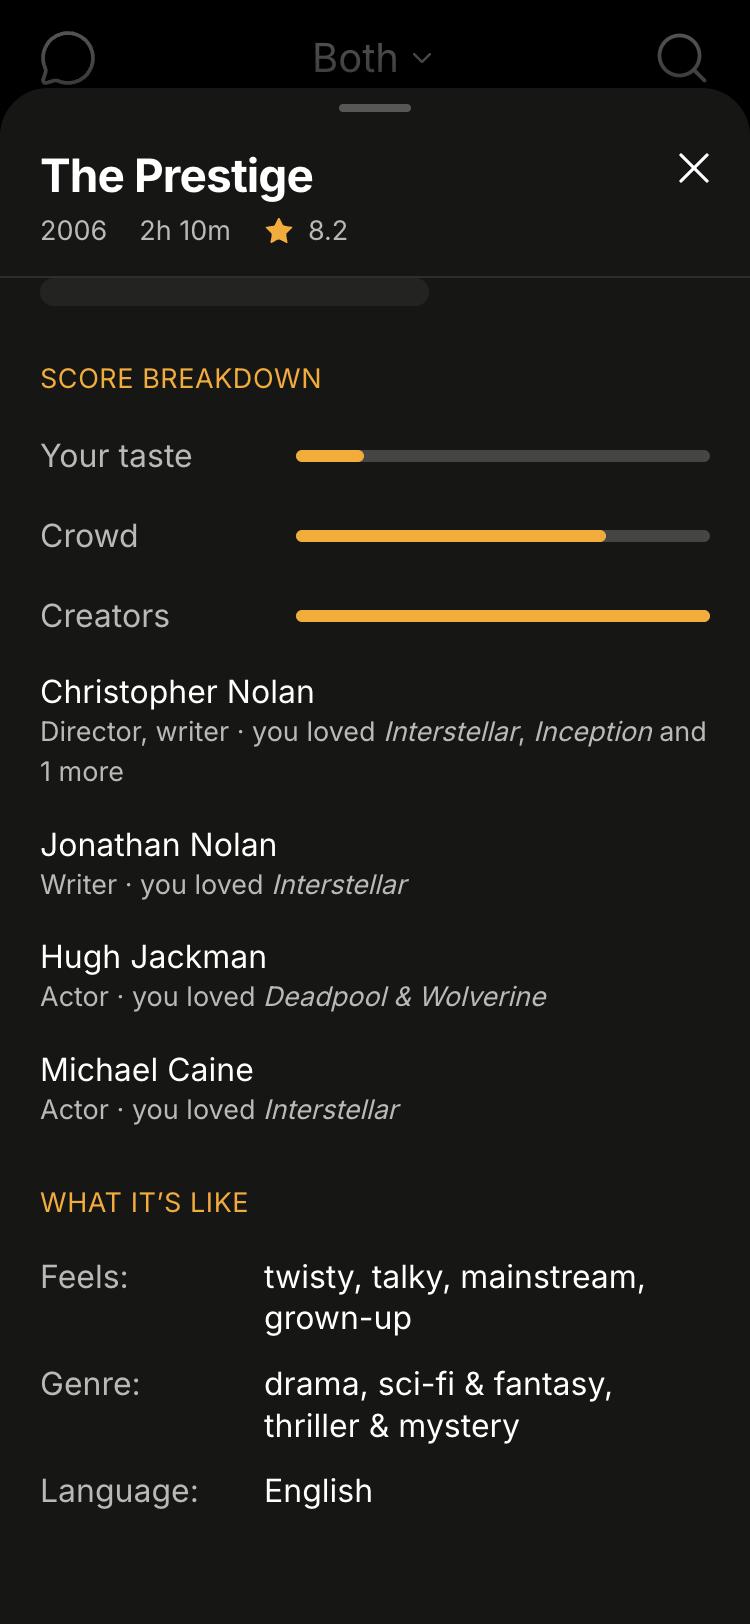 Both
The Prestige
2006 2h 10m 8.2
SCORE BREAKDOWN
Your taste
Crowd
Creators
Christopher Nolan
Director, writer · you loved Interstellar, Inception and
1 more
Jonathan Nolan
Writer · you loved Interstellar
Hugh Jackman
Actor · you loved Deadpool & Wolverine
Michael Caine
Actor · you loved Interstellar
WHAT IT’S LIKE
Feels: twisty, talky, mainstream,
grown-up
Genre: drama, sci-fi & fantasy,
thriller & mystery
Language: English